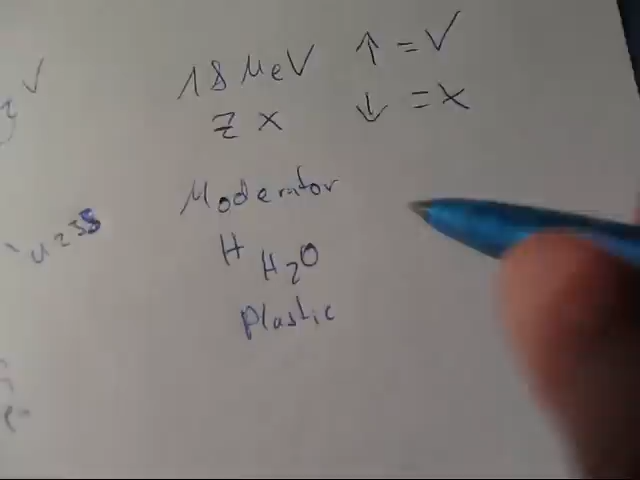 18 MeV ↑ = V
Z X ↓ = X
Moderator
H H2O
Plastic
U235